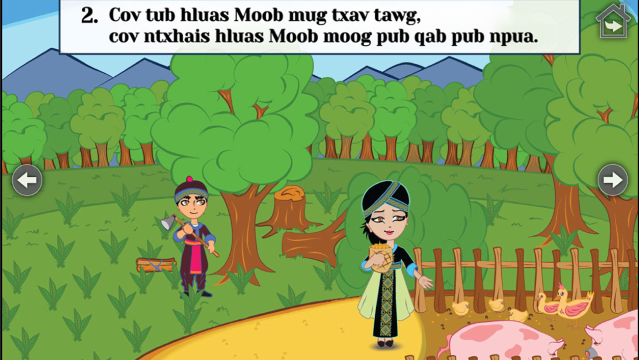 2. Cov tub hluas Moob mug txav tawg,
cov ntxhais hluas Moob moog pub qab pub npua.